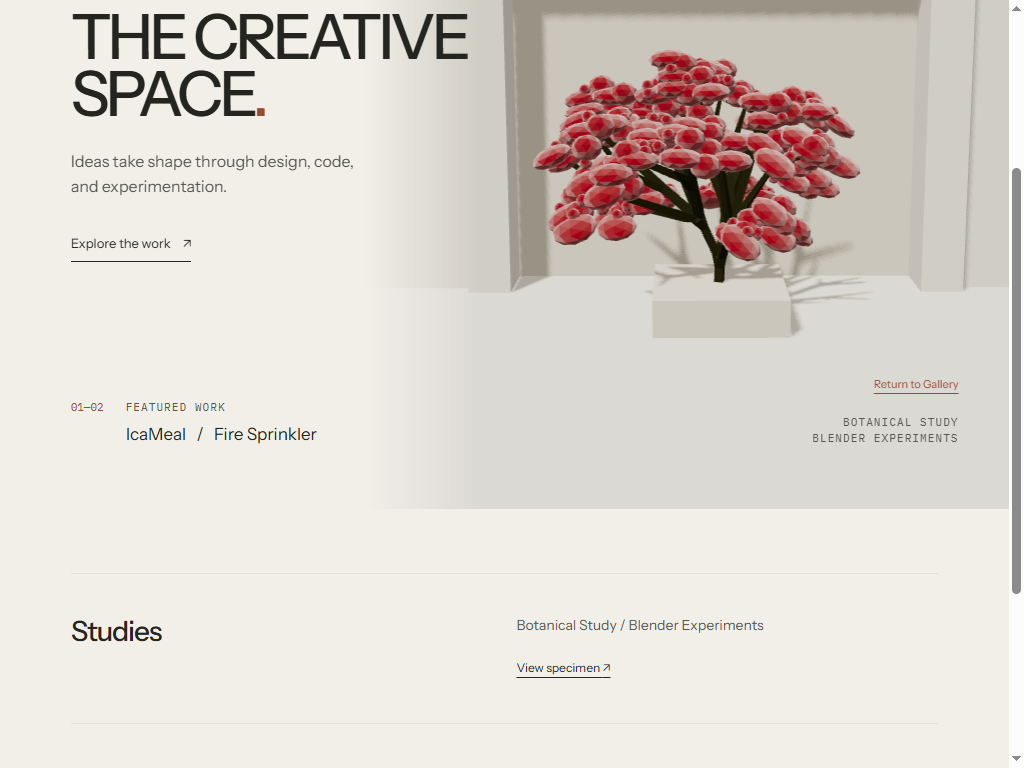 THE CREATIVE
SPACE.
Ideas take shape through design, code,
and experimentation.
Explore the work ↗
01—02 FEATURED WORK
IcaMeal / Fire Sprinkler
Return to Gallery
BOTANICAL STUDY
BLENDER EXPERIMENTS
Studies
Botanical Study / Blender Experiments
View specimen ↗